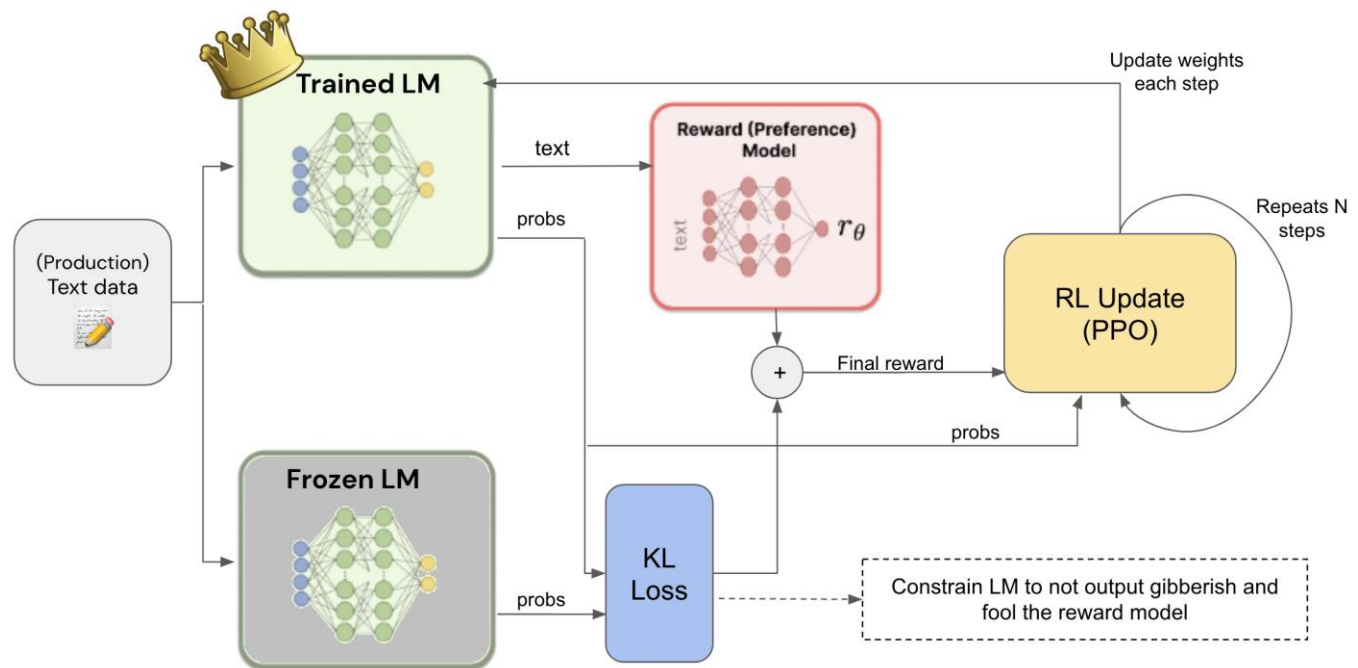 Trained LM
Update weights
each step
Reward (Preference)
Model
text
probs
text
rθ
Repeats N
steps
(Production)
Text data
RL Update
(PPO)
+
Final reward
probs
Frozen LM
KL
Loss
probs
Constrain LM to not output gibberish and
fool the reward model